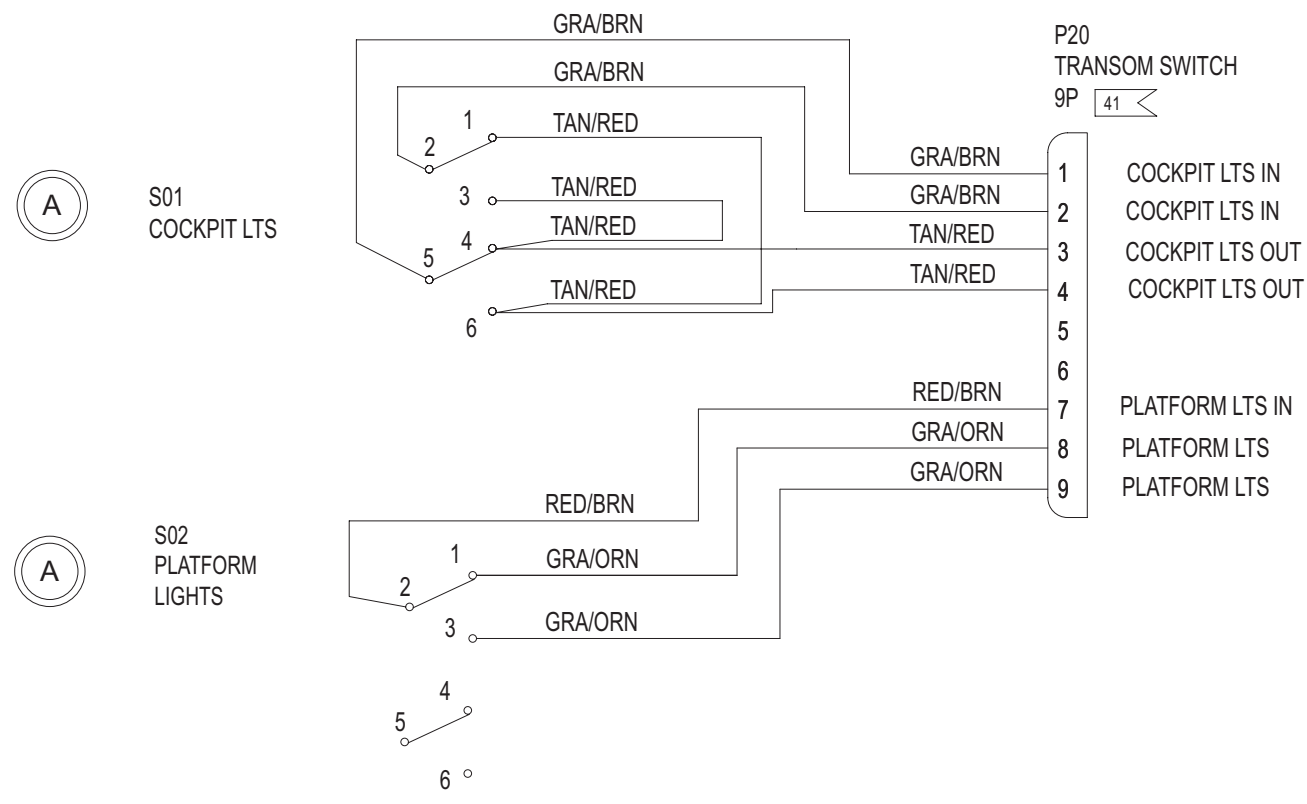 GRA/BRN
P20
TRANSOM SWITCH
9P 41
GRA/BRN
1 TAN/RED
2
GRA/BRN 1 COCKPIT LTS IN
A
S01
COCKPIT LTS
3 TAN/RED
GRA/BRN 2 COCKPIT LTS IN
4 TAN/RED
TAN/RED 3 COCKPIT LTS OUT
5
TAN/RED
TAN/RED 4 COCKPIT LTS OUT
6
5
6
RED/BRN 7 PLATFORM LTS IN
GRA/ORN 8 PLATFORM LTS
GRA/ORN 9 PLATFORM LTS
RED/BRN
A
S02
PLATFORM
LIGHTS
1 GRA/ORN
2
3 GRA/ORN
4
5
6